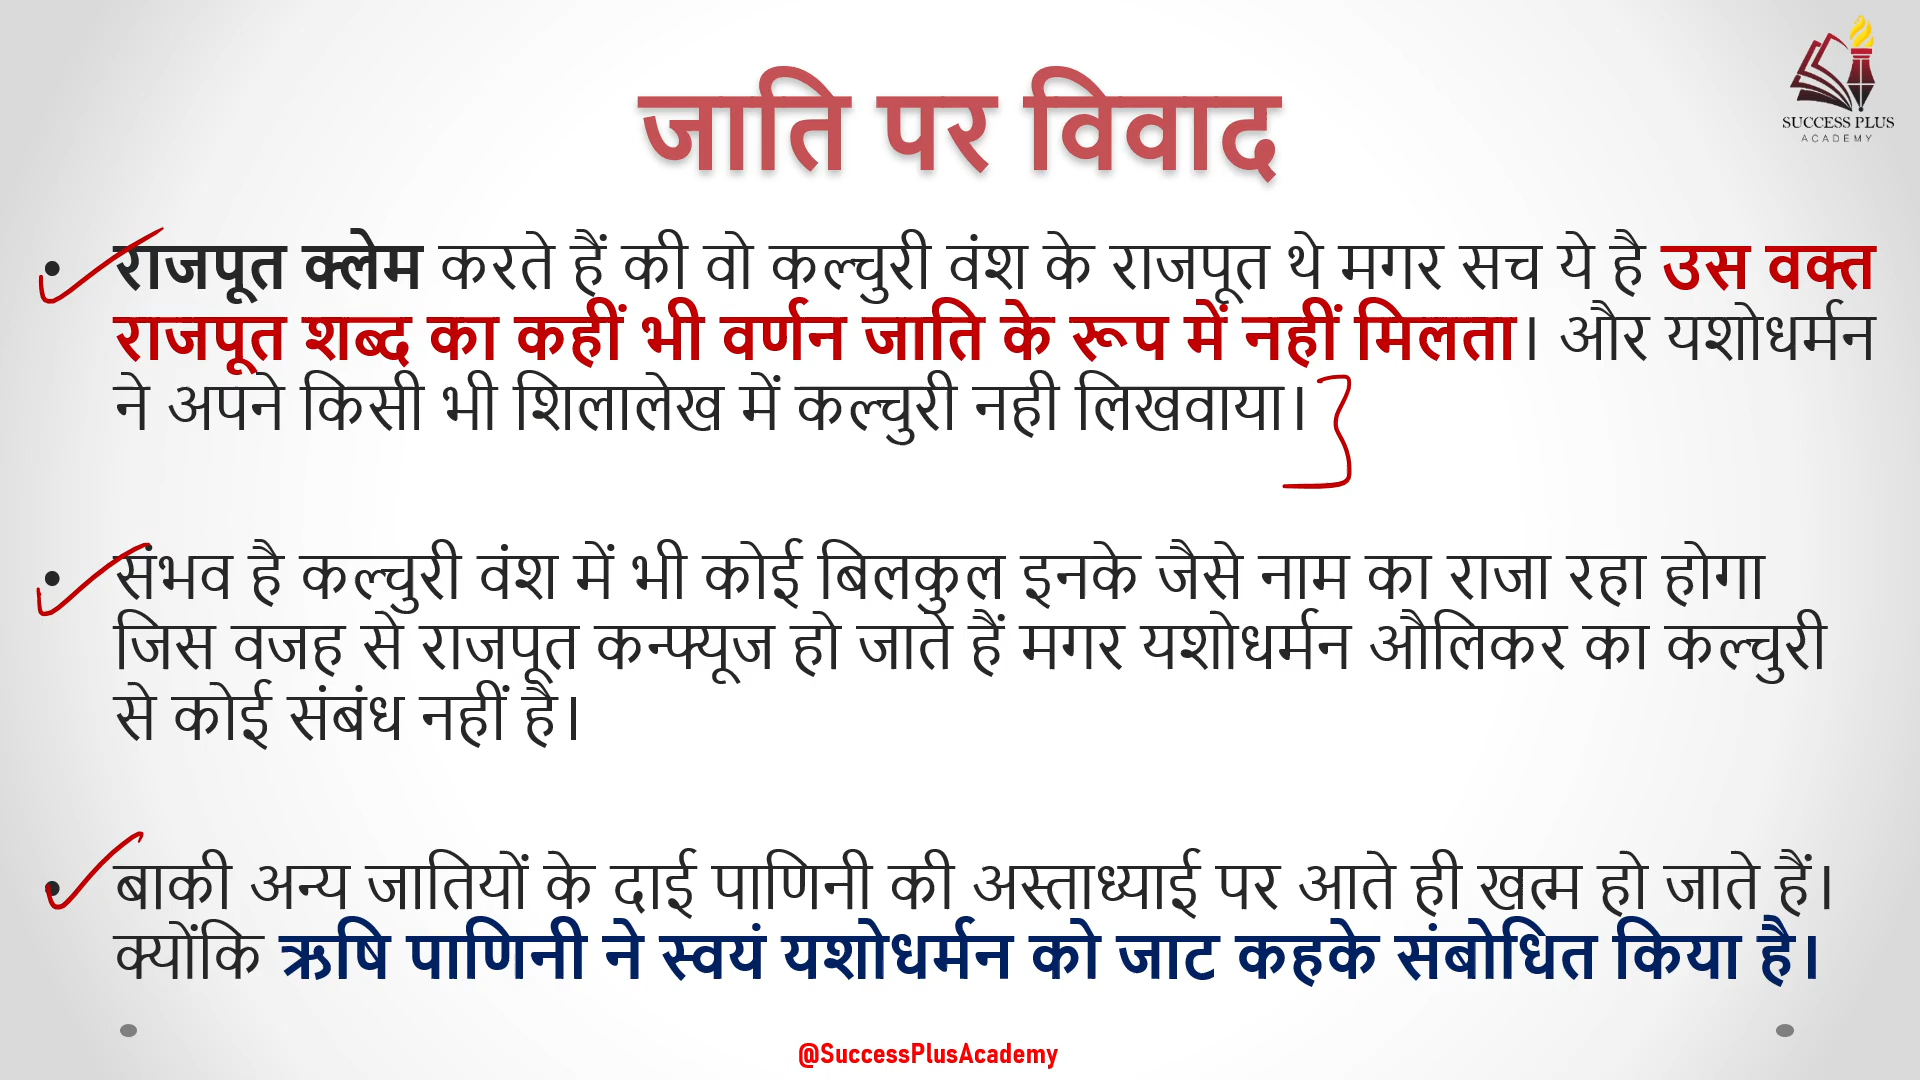 SUCCESS PLUS
ACADEMY
जाति पर विवाद
• राजपूत क्लेम करते हैं की वो कल्चुरी वंश के राजपूत थे मगर सच ये है उस वक्त
राजपूत शब्द का कहीं भी वर्णन जाति के रूप में नहीं मिलता। और यशोधर्मन
ने अपने किसी भी शिलालेख में कल्चुरी नही लिखवाया।
• संभव है कल्चुरी वंश में भी कोई बिलकुल इनके जैसे नाम का राजा रहा होगा
जिस वजह से राजपूत कन्फ्यूज हो जाते हैं मगर यशोधर्मन औलिकर का कल्चुरी
से कोई संबंध नहीं है।
• बाकी अन्य जातियों के दाई पाणिनी की अस्ताध्याई पर आते ही खत्म हो जाते हैं।
क्योंकि ऋषि पाणिनी ने स्वयं यशोधर्मन को जाट कहके संबोधित किया है।
@SuccessPlusAcademy